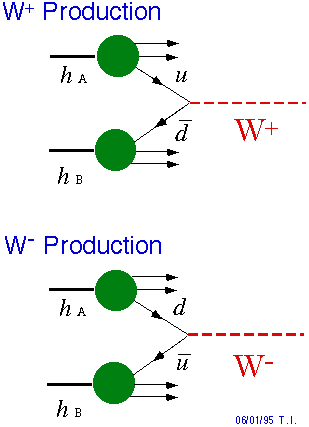 W+ Production
h A
u
d̅
W+
h B
W- Production
h A
d
u̅
W-
h B
06/01/95 T.I.